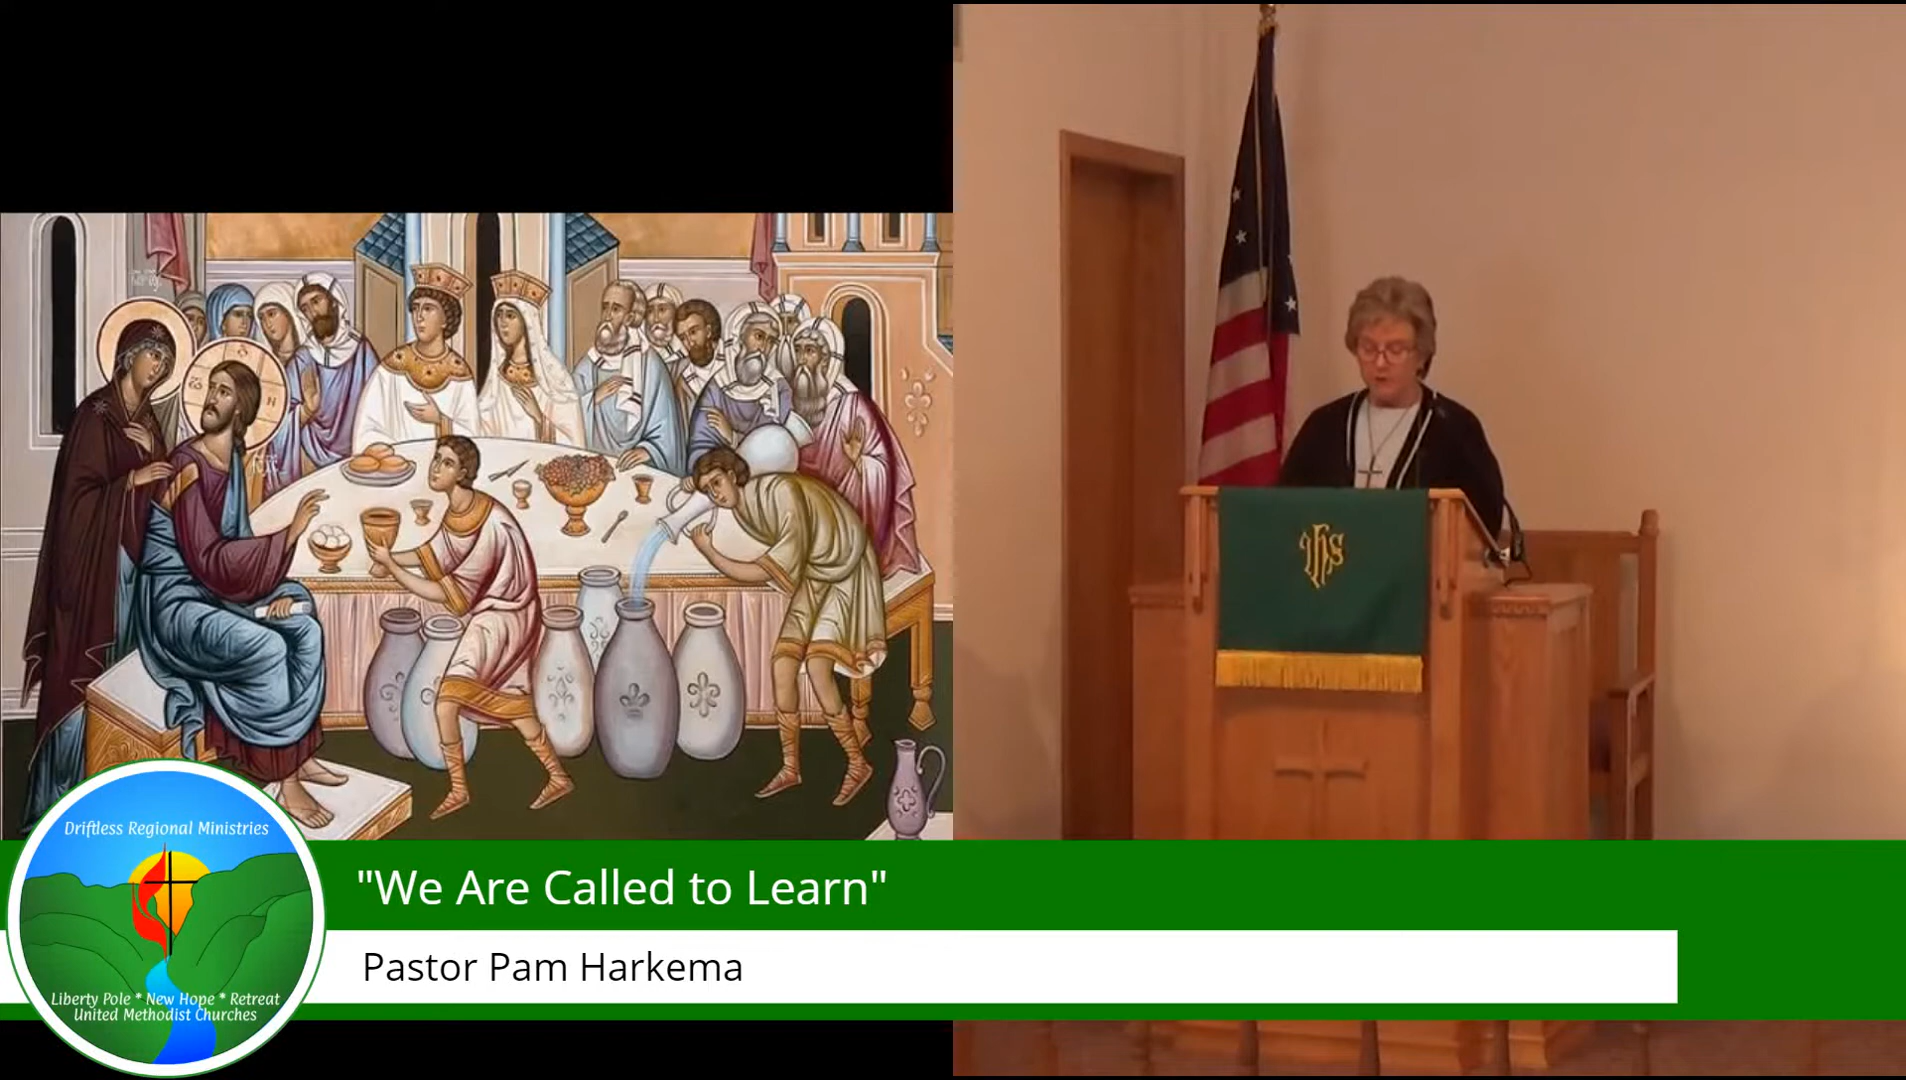 IHS
Driftless Regional Ministries
"We Are Called to Learn"
Pastor Pam Harkema
Liberty Pole * New Hope * Retreat
United Methodist Churches